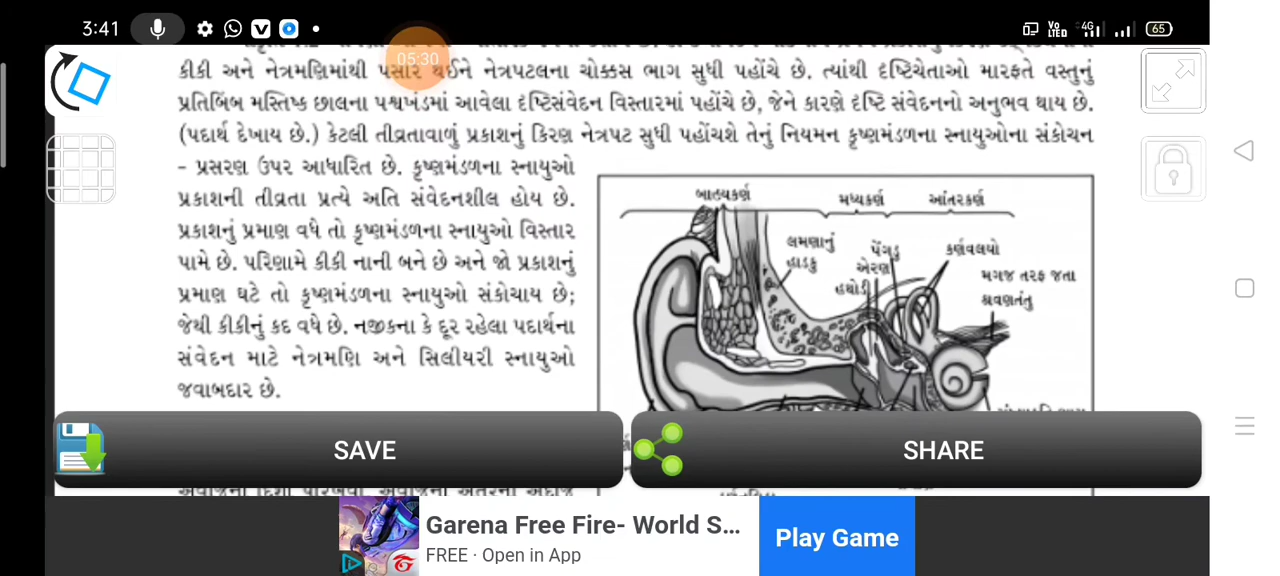 3:41
65
05:30
કીકી અને નેત્રમણિમાંથી પસાર થઈને નેત્રપટલના ચોક્કસ ભાગ સુધી પહોંચે છે. ત્યાંથી દૃષ્ટિચેતાઓ મારફતે વસ્તુનું
પ્રતિબિંબ મસ્તિષ્ક છાલના પશ્વખંડમાં આવેલા દૃષ્ટિસંવેદન વિસ્તારમાં પહોંચે છે, જેને કારણે દૃષ્ટિ સંવેદનનો અનુભવ થાય છે.
(પદાર્થ દેખાય છે.) કેટલી તીવ્રતાવાળું પ્રકાશનું કિરણ નેત્રપટ સુધી પહોંચશે તેનું નિયમન કૃષ્ણમંડળના સ્નાયુઓના સંકોચન
- પ્રસરણ ઉપર આધારિત છે. કૃષ્ણમંડળના સ્નાયુઓ
પ્રકાશની તીવ્રતા પ્રત્યે અતિ સંવેદનશીલ હોય છે.
પ્રકાશનું પ્રમાણ વધે તો કૃષ્ણમંડળના સ્નાયુઓ વિસ્તાર
પામે છે. પરિણામે કીકી નાની બને છે અને જો પ્રકાશનું
પ્રમાણ ઘટે તો કૃષ્ણમંડળના સ્નાયુઓ સંકોચાય છે;
જેથી કીકીનું કદ વધે છે. નજીકના કે દૂર રહેલા પદાર્થના
સંવેદન માટે નેત્રમણિ અને સિલીયરી સ્નાયુઓ
જવાબદાર છે.
બાહ્યકર્ણ મધ્યકર્ણ આંતરકર્ણ
લમણાનું
હાડકુ
પેંગડુ
એરણ
હથોડી
કર્ણવલયો
મગજ તરફ જતા
શ્રવણતંતુ
SAVE
SHARE
Garena Free Fire- World S...
FREE · Open in App
Play Game